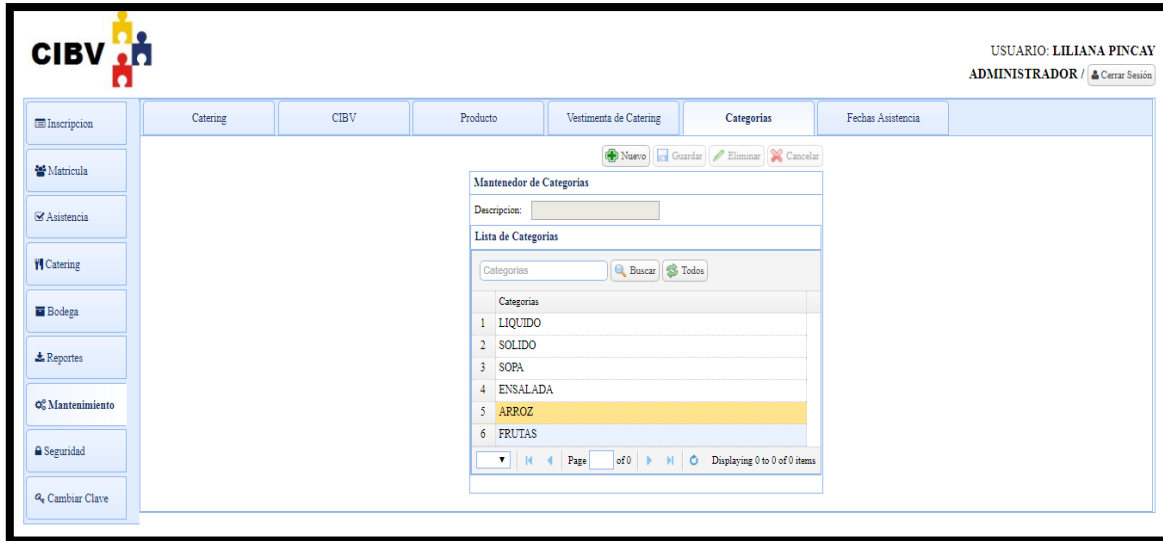 CIBV
USUARIO: LILIANA PINCAY
ADMINISTRADOR / Cerrar Sesión
Inscripcion
Matricula
Asistencia
Catering
Bodega
Reportes
Mantenimiento
Seguridad
Cambiar Clave
Catering CIBV Producto Vestimenta de Catering Categorias Fechas Asistencia
Nuevo Guardar Eliminar Cancelar
Mantenedor de Categorias
Descripcion:
Lista de Categorias
Categorias Buscar Todos
Categorias
1 LIQUIDO
2 SOLIDO
3 SOPA
4 ENSALADA
5 ARROZ
6 FRUTAS
Page of 0 Displaying 0 to 0 of 0 items